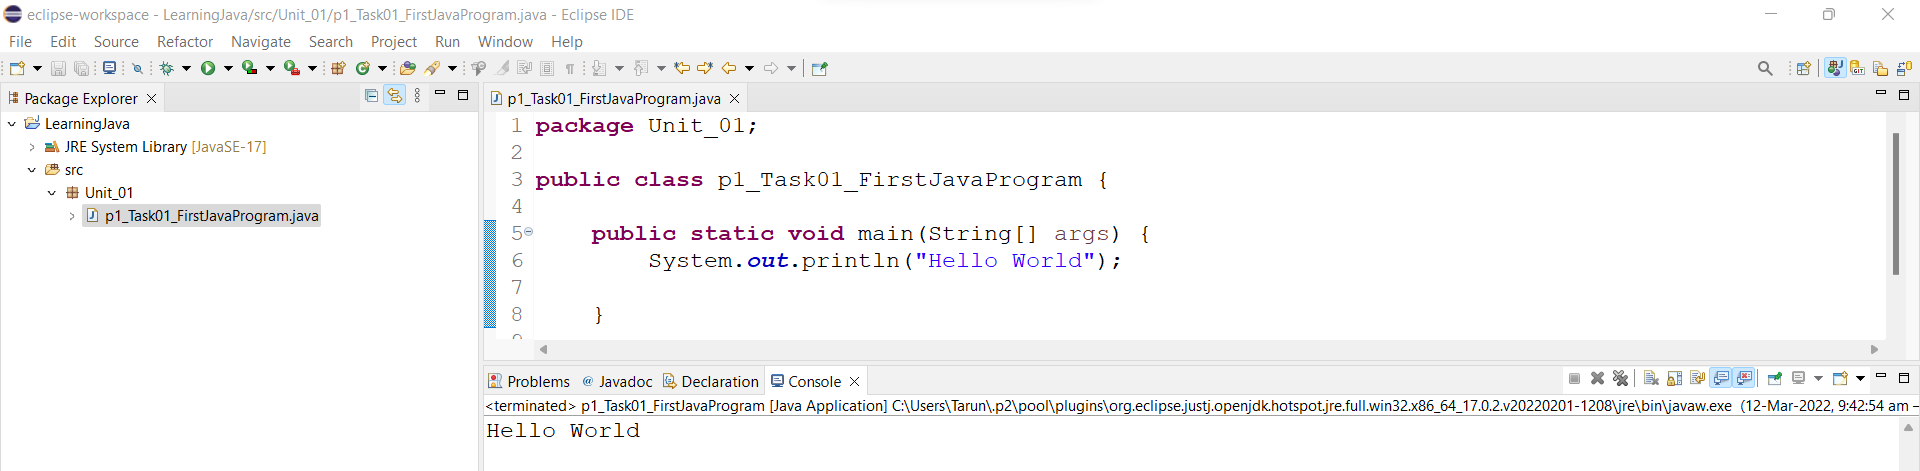 eclipse-workspace - LearningJava/src/Unit_01/p1_Task01_FirstJavaProgram.java - Eclipse IDE
File Edit Source Refactor Navigate Search Project Run Window Help
Package Explorer
LearningJava
JRE System Library [JavaSE-17]
src
Unit_01
p1_Task01_FirstJavaProgram.java
p1_Task01_FirstJavaProgram.java
1 package Unit_01;
2
3 public class p1_Task01_FirstJavaProgram {
4
5 public static void main(String[] args) {
6 System.out.println("Hello World");
7
8 }
Problems @ Javadoc Declaration Console
<terminated> p1_Task01_FirstJavaProgram [Java Application] C:\Users\Tarun\.p2\pool\plugins\org.eclipse.justj.openjdk.hotspot.jre.full.win32.x86_64_17.0.2.v20220201-1208\jre\bin\javaw.exe (12-Mar-2022, 9:42:54 am –
Hello World